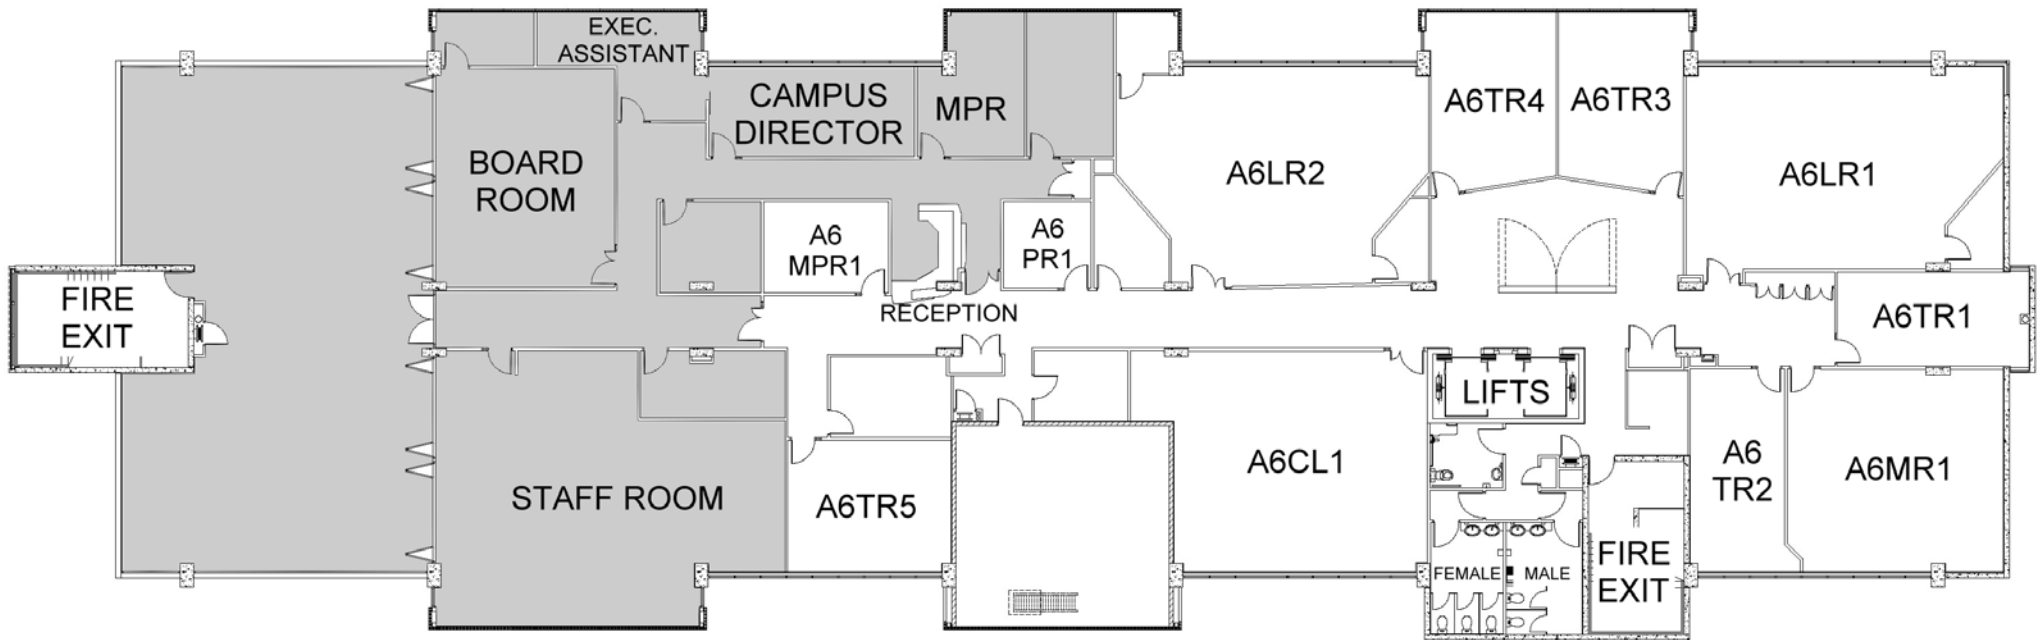 EXEC.
ASSISTANT
CAMPUS
DIRECTOR
MPR
A6TR4
A6TR3
BOARD
ROOM
A6LR2
A6LR1
A6
MPR1
A6
PR1
FIRE
EXIT
RECEPTION
A6TR1
LIFTS
STAFF ROOM
A6TR5
A6CL1
A6
TR2
A6MR1
FEMALE
MALE
FIRE
EXIT